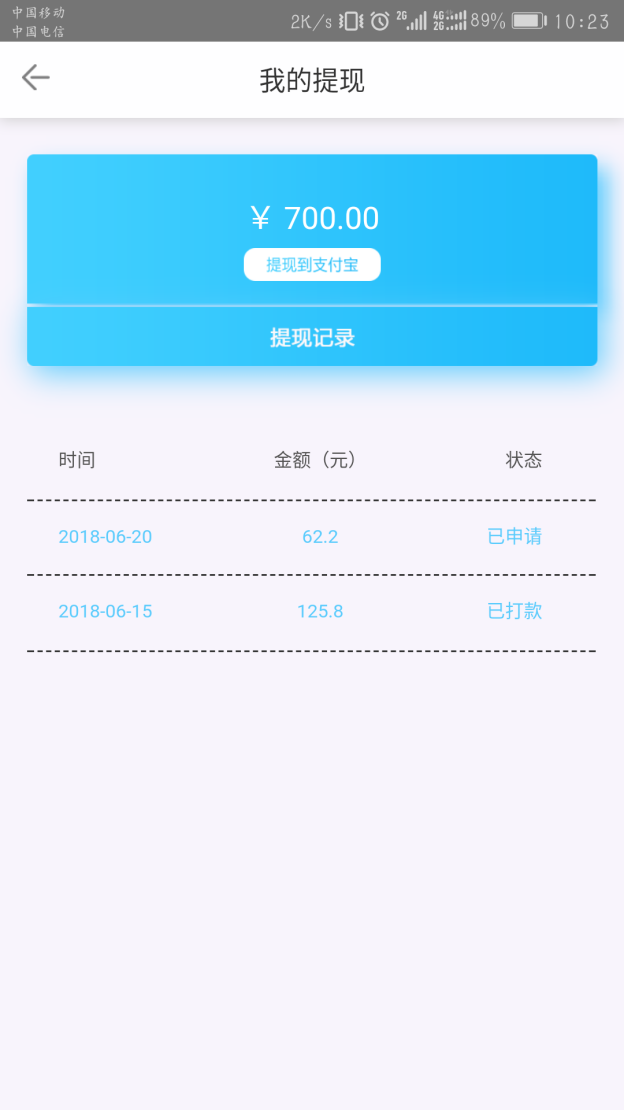 中国移动
中国电信
2K/s 2G 4G 2G 89% 10:23
我的提现
¥ 700.00
提现到支付宝
提现记录
时间 金额（元） 状态
2018-06-20 62.2 已申请
2018-06-15 125.8 已打款